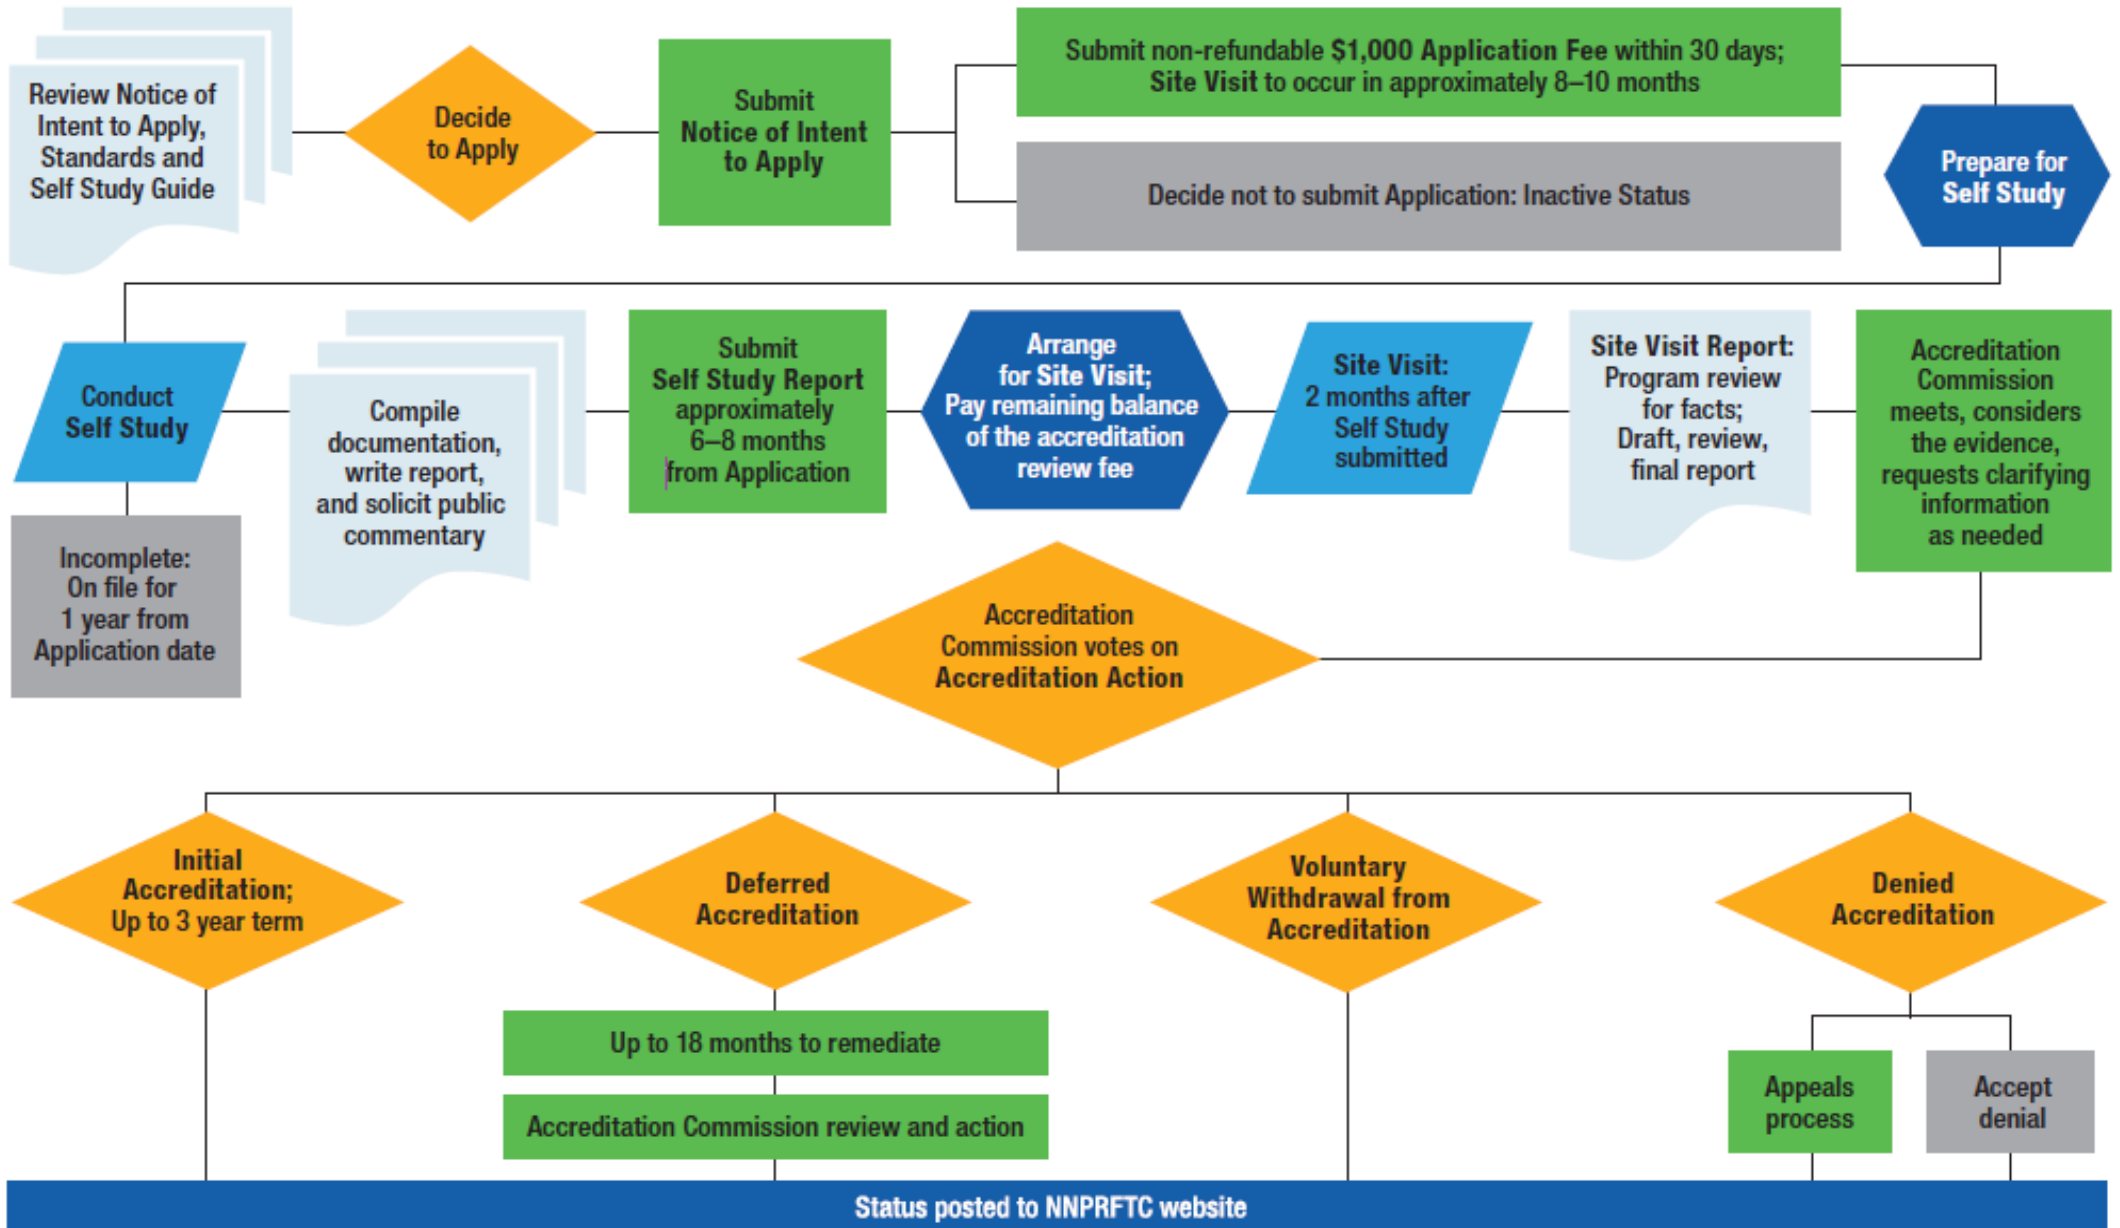 Review Notice of
Intent to Apply,
Standards and
Self Study Guide
Decide
to Apply
Submit
Notice of Intent
to Apply
Submit non-refundable $1,000 Application Fee within 30 days;
Site Visit to occur in approximately 8–10 months
Decide not to submit Application: Inactive Status
Prepare for
Self Study
Conduct
Self Study
Incomplete:
On file for
1 year from
Application date
Compile
documentation,
write report,
and solicit public
commentary
Submit
Self Study Report
approximately
6–8 months
from Application
Arrange
for Site Visit;
Pay remaining balance
of the accreditation
review fee
Site Visit:
2 months after
Self Study
submitted
Site Visit Report:
Program review
for facts;
Draft, review,
final report
Accreditation
Commission
meets, considers
the evidence,
requests clarifying
information
as needed
Accreditation
Commission votes on
Accreditation Action
Initial
Accreditation;
Up to 3 year term
Deferred
Accreditation
Up to 18 months to remediate
Accreditation Commission review and action
Voluntary
Withdrawal from
Accreditation
Denied
Accreditation
Appeals
process
Accept
denial
Status posted to NNPRFTC website